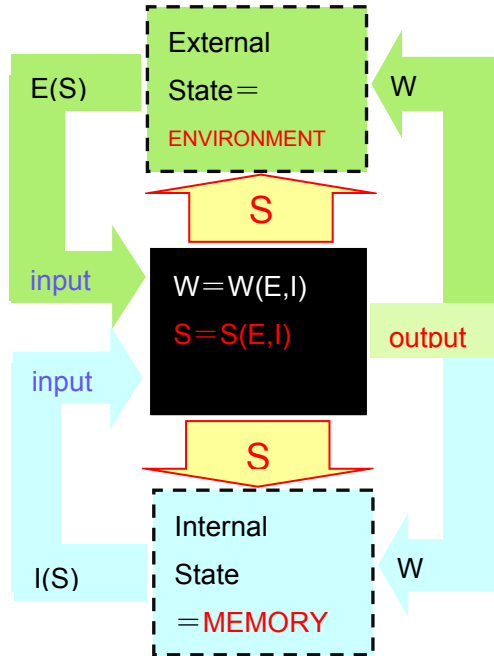 External
State＝
ENVIRONMENT
E(S)
W
S
input
W＝W(E,I)
S＝S(E,I)
output
input
S
Internal
State
＝MEMORY
I(S)
W